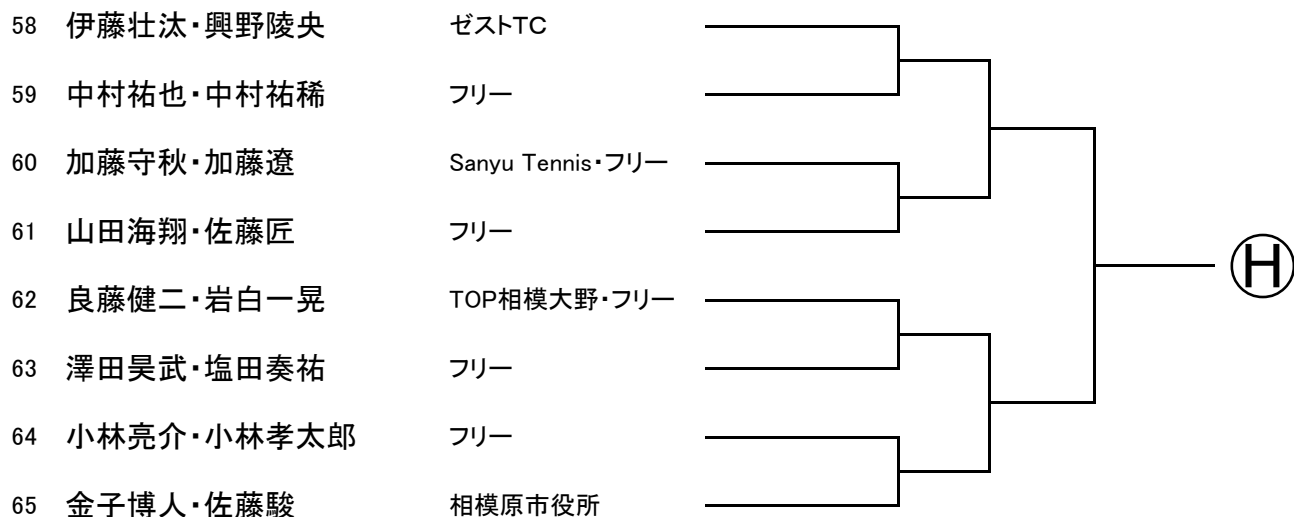 58 伊藤壮汰・興野陵央 ゼストTC
59 中村祐也・中村祐稀 フリー
60 加藤守秋・加藤遼 Sanyu Tennis・フリー
61 山田海翔・佐藤匠 フリー
62 良藤健二・岩白一晃 TOP相模大野・フリー
63 澤田昊武・塩田奏祐 フリー
64 小林亮介・小林孝太郎 フリー
65 金子博人・佐藤駿 相模原市役所
Ⓗ